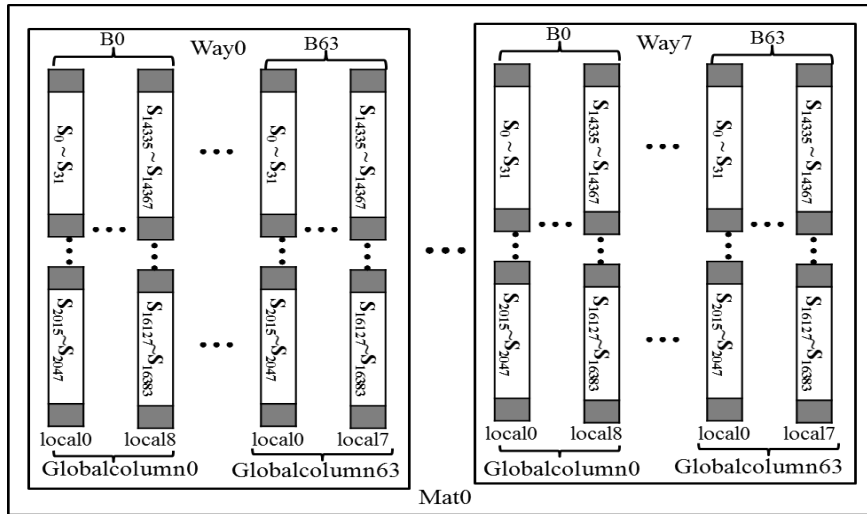 B0 Way0 B63 B0 Way7 B63
S0 ~ S31 S14335 ~ S14367 ... S0 ~ S31 S14335 ~ S14367 S0 ~ S31 S14335 ~ S14367 ... S0 ~ S31 S14335 ~ S14367
S2015~S2047 S16127~S16383 ... S2015~S2047 S16127~S16383 S2015~S2047 S16127~S16383 ... S2015~S2047 S16127~S16383
local0 local8 local0 local7 local0 local8 local0 local7
Globalcolumn0 Globalcolumn63 Globalcolumn0 Globalcolumn63
Mat0